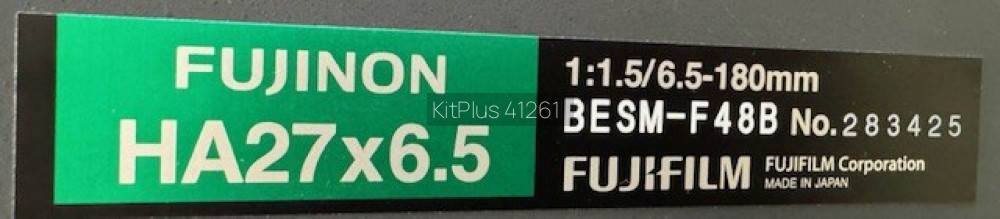 FUJINON
HA27x6.5
1:1.5/6.5-180mm
BESM-F48B No.283425
FUJIFILM FUJIFILM Corporation
MADE IN JAPAN
KitPlus 41261